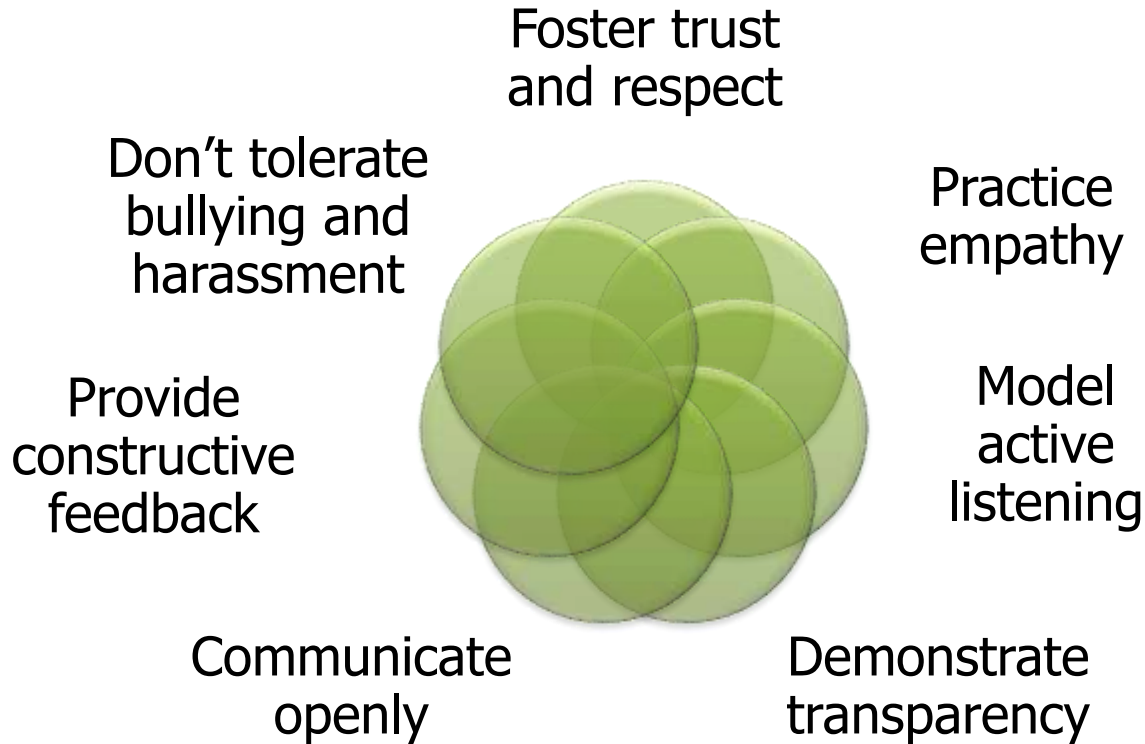 Foster trust
and respect
Practice
empathy
Model
active
listening
Demonstrate
transparency
Communicate
openly
Provide
constructive
feedback
Don’t tolerate
bullying and
harassment